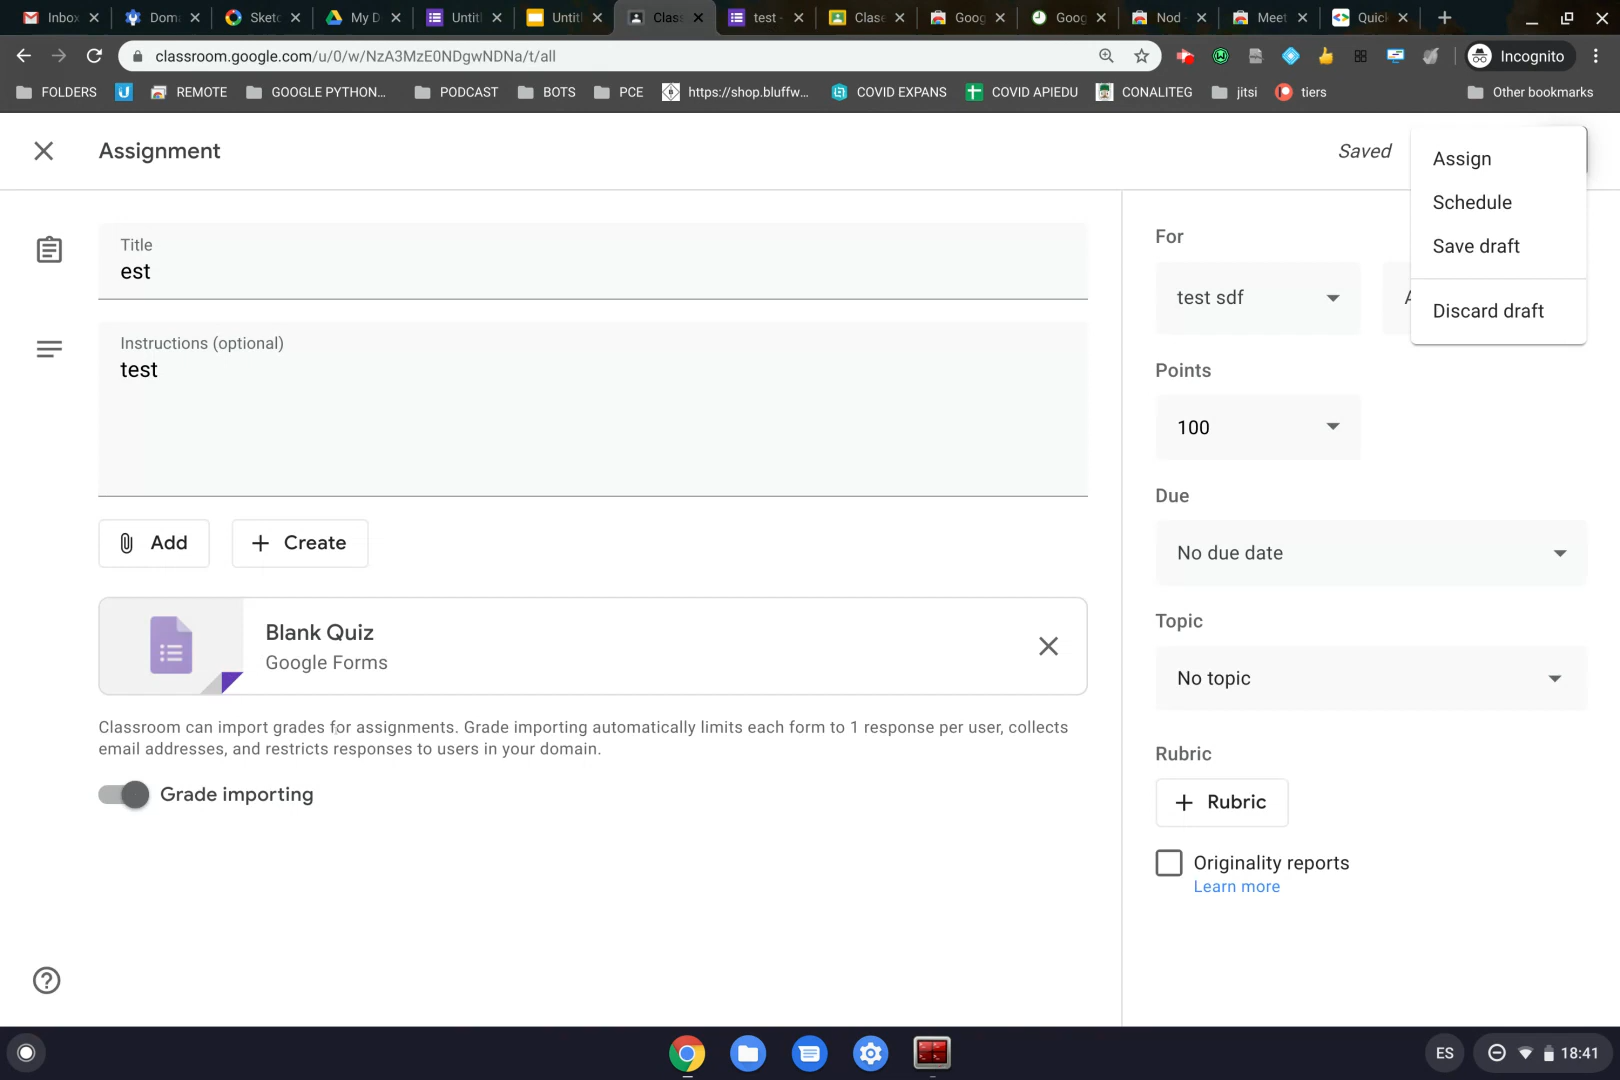 Inbox
Doma
Sketc
My D
Untitl
Untitl
Class
test -
Clase
Goog
Goog
Nod -
Meet
Quick
classroom.google.com/u/0/w/NzA3MzE0NDgwNDNa/t/all
Incognito
FOLDERS
REMOTE
GOOGLE PYTHON...
PODCAST
BOTS
PCE
https://shop.bluffw...
COVID EXPANS
COVID APIEDU
CONALITEG
jitsi
tiers
Other bookmarks
Assignment
Saved
Assign
Schedule
Save draft
Discard draft
Title
est
Instructions (optional)
test
Add
Create
Blank Quiz
Google Forms
Classroom can import grades for assignments. Grade importing automatically limits each form to 1 response per user, collects
email addresses, and restricts responses to users in your domain.
Grade importing
For
test sdf
Points
100
Due
No due date
Topic
No topic
Rubric
Rubric
Originality reports
Learn more
ES
18:41